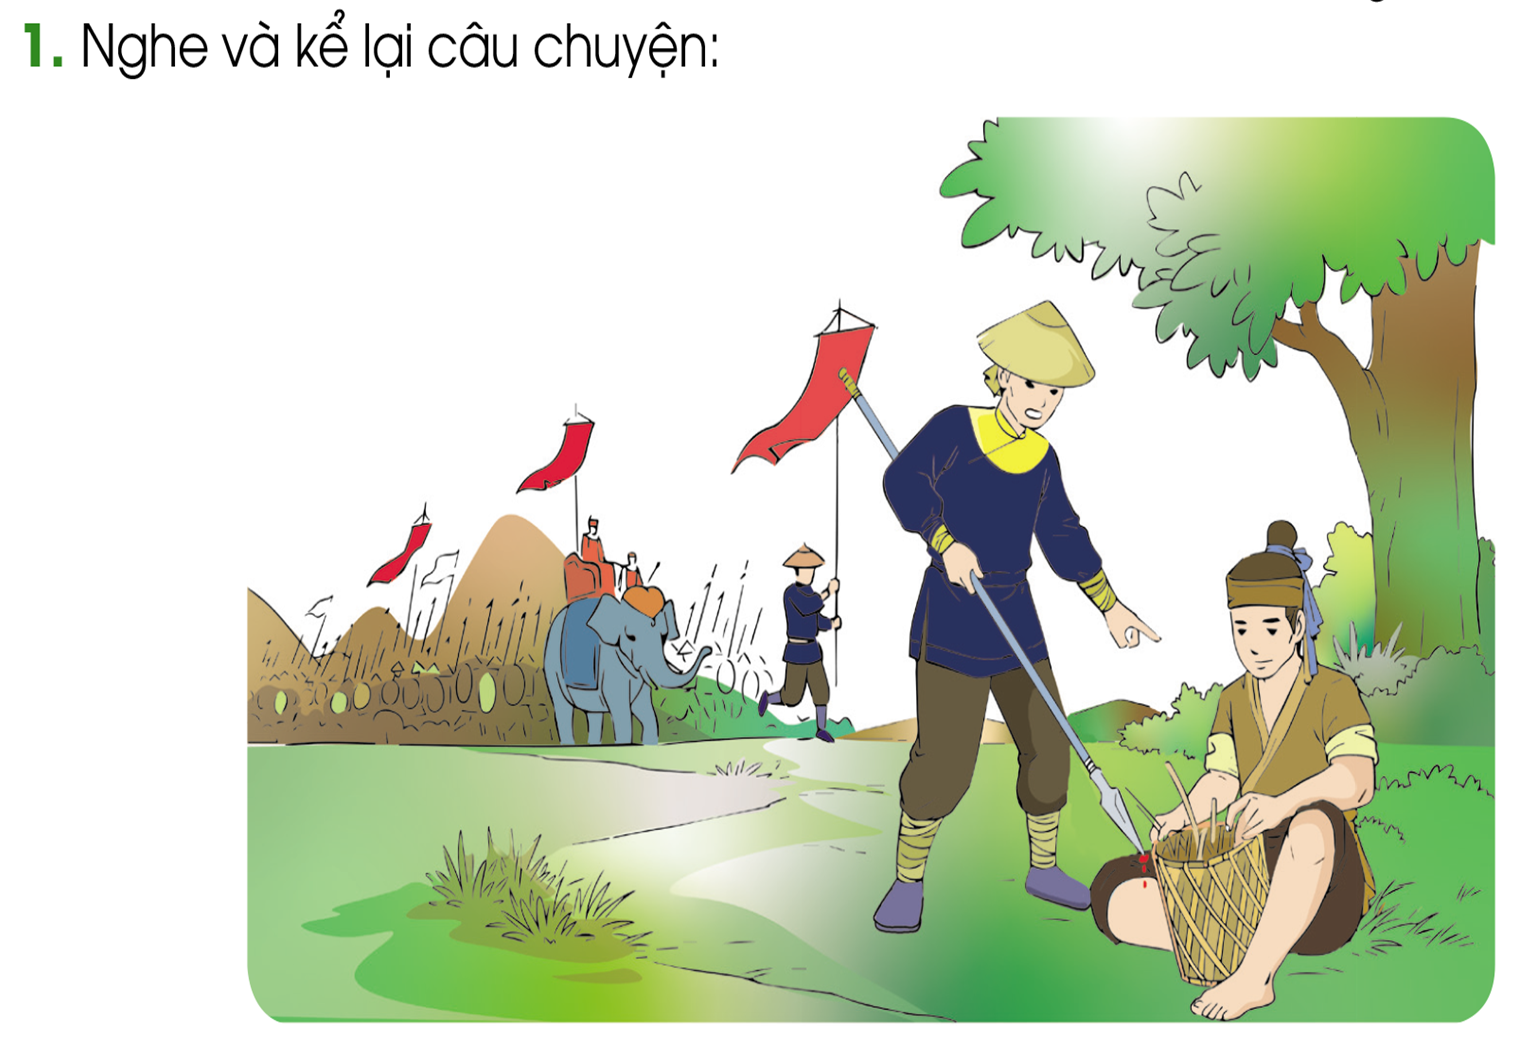 1. Nghe và kể lại câu chuyện: